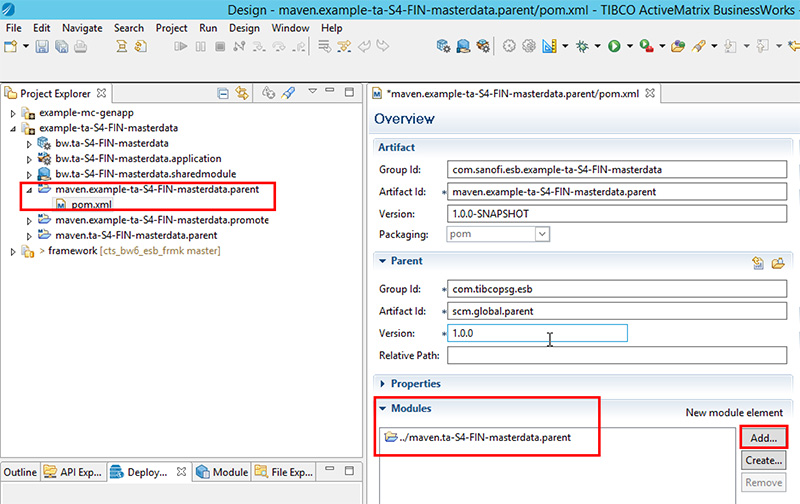 Design - maven.example-ta-S4-FIN-masterdata.parent/pom.xml - TIBCO ActiveMatrix BusinessWorks
File Edit Navigate Search Project Run Design Window Help
Project Explorer
example-mc-genapp
example-ta-S4-FIN-masterdata
bw.ta-S4-FIN-masterdata
bw.ta-S4-FIN-masterdata.application
bw.ta-S4-FIN-masterdata.sharedmodule
maven.example-ta-S4-FIN-masterdata.parent
pom.xml
maven.example-ta-S4-FIN-masterdata.promote
maven.ta-S4-FIN-masterdata.parent
> framework [cts_bw6_esb_frmk master]
Outline API Exp... Deploy... Module File Exp...
*maven.example-ta-S4-FIN-masterdata.parent/pom.xml
Overview
Artifact
Group Id: com.sanofi.esb.example-ta-S4-FIN-masterdata
Artifact Id: * maven.example-ta-S4-FIN-masterdata.parent
Version: 1.0.0-SNAPSHOT
Packaging: pom
Parent
Group Id: * com.tibcopsg.esb
Artifact Id: * scm.global.parent
Version: * 1.0.0
Relative Path:
Properties
Modules
New module element
../maven.ta-S4-FIN-masterdata.parent
Add...
Create...
Remove